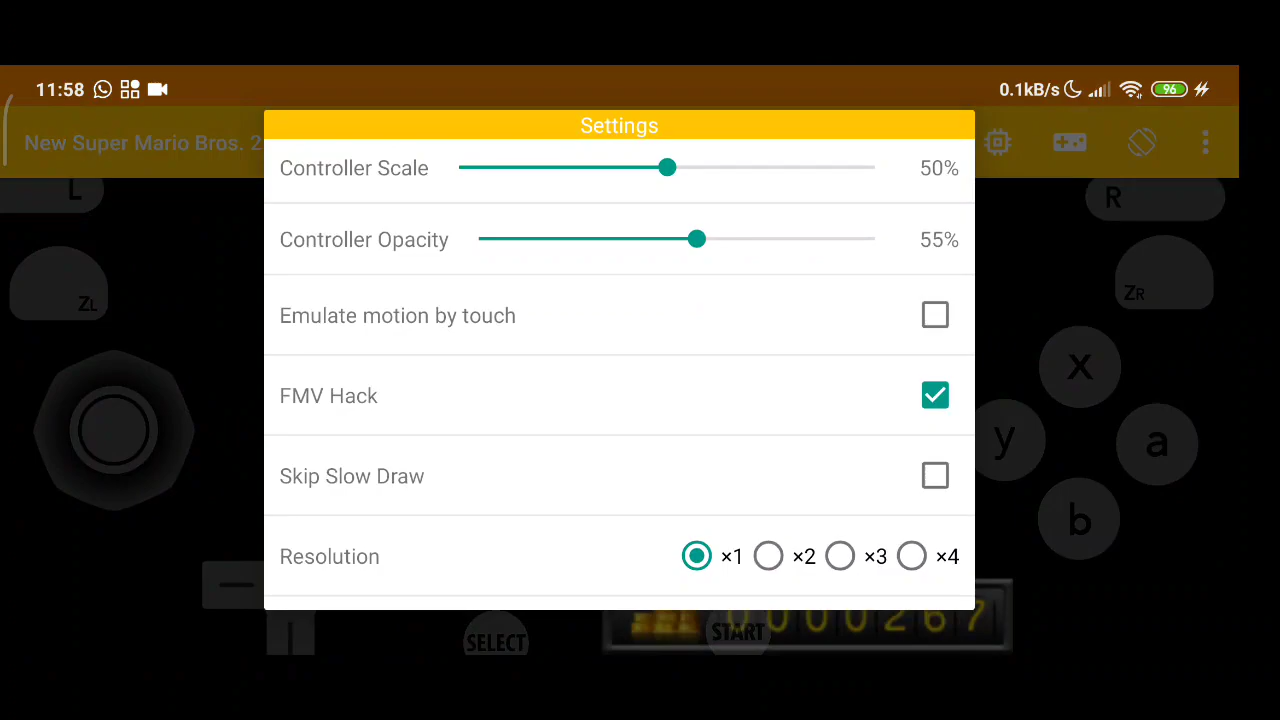 11:58 0.1kB/s 96
New Super Mario Bros. 2
Settings
L
R
Controller Scale 50%
Controller Opacity 55%
ZL
ZR
Emulate motion by touch
x
FMV Hack
y
a
Skip Slow Draw
b
Resolution ×1 ×2 ×3 ×4
SELECT
START
0000267